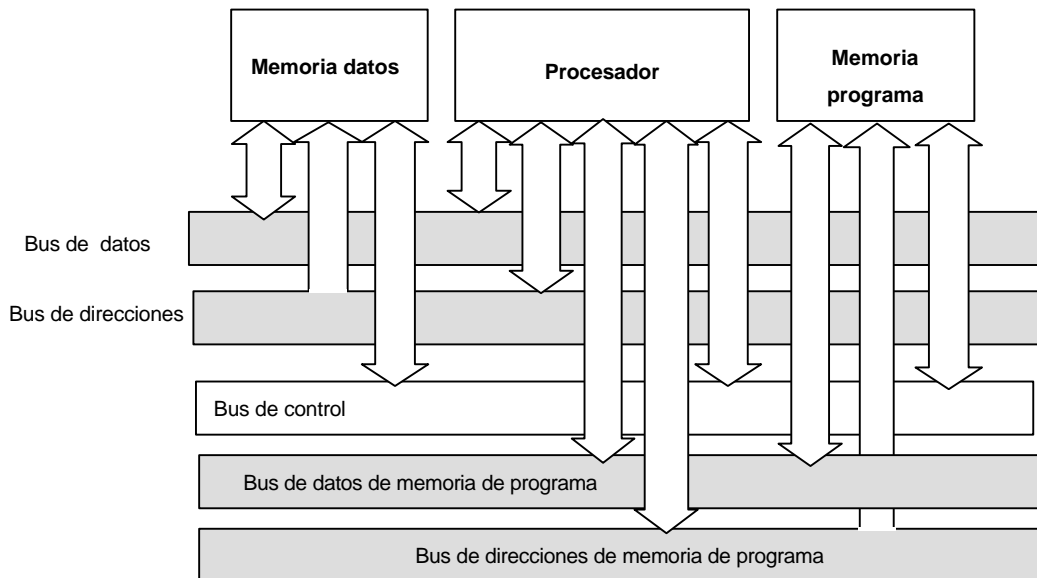 Memoria datos
Procesador
Memoria
programa
Bus de datos
Bus de direcciones
Bus de control
Bus de datos de memoria de programa
Bus de direcciones de memoria de programa